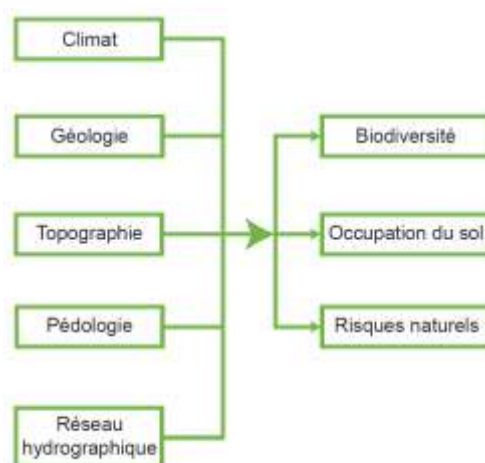 Climat
Géologie
Topographie
Pédologie
Réseau
hydrographique
Biodiversité
Occupation du sol
Risques naturels